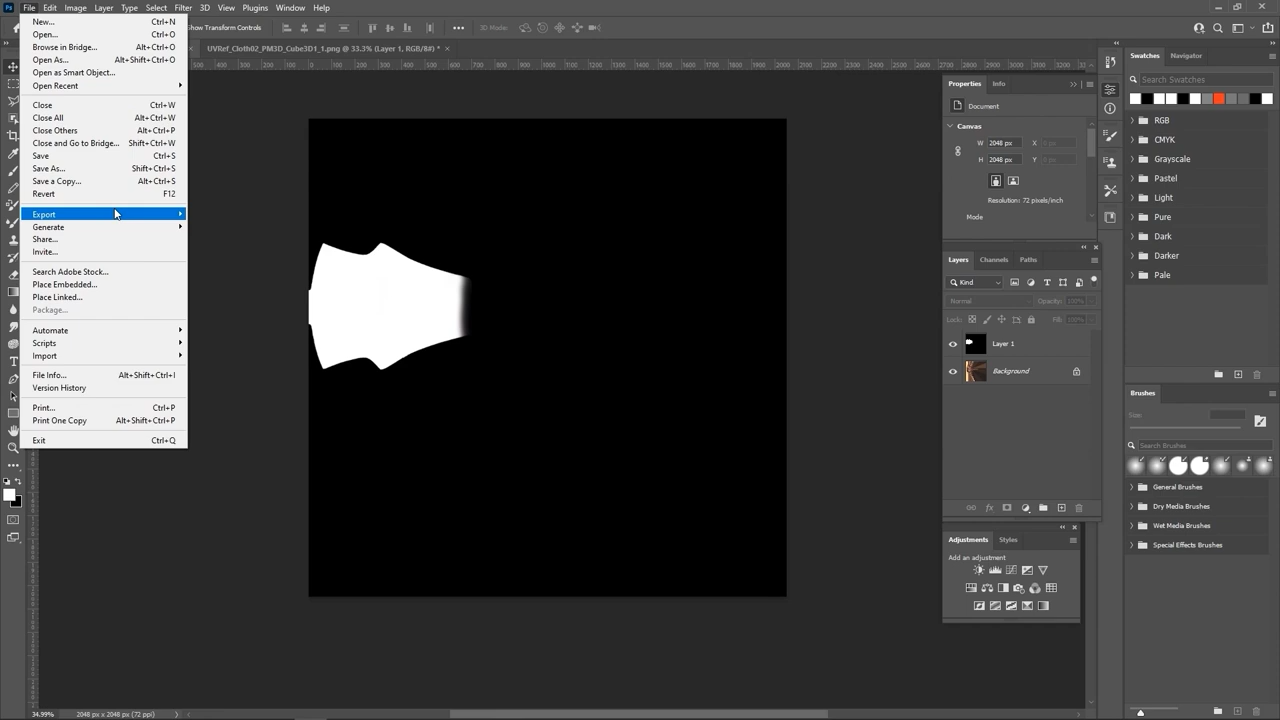 Ps File Edit Image Layer Type Select Filter 3D View Plugins Window Help
Show Transform Controls
3D Mode:
UVRef_Cloth02_PM3D_Cube3D1_1.png @ 33.3% (Layer 1, RGB/8#) *
New... Ctrl+N
Open... Ctrl+O
Browse in Bridge... Alt+Ctrl+O
Open As... Alt+Shift+Ctrl+O
Open as Smart Object...
Open Recent
Close Ctrl+W
Close All Alt+Ctrl+W
Close Others Alt+Ctrl+P
Close and Go to Bridge... Shift+Ctrl+W
Save Ctrl+S
Save As... Shift+Ctrl+S
Save a Copy... Alt+Ctrl+S
Revert F12
Export
Generate
Share...
Invite...
Search Adobe Stock...
Place Embedded...
Place Linked...
Package...
Automate
Scripts
Import
File Info... Alt+Shift+Ctrl+I
Version History
Print... Ctrl+P
Print One Copy Alt+Shift+Ctrl+P
Exit Ctrl+Q
Properties Info
Document
Canvas
W 2048 px X 0 px
H 2048 px Y 0 px
Resolution: 72 pixels/inch
Mode
Layers Channels Paths
Kind
Normal Opacity: 100%
Lock: Fill: 100%
Layer 1
Background
Adjustments Styles
Add an adjustment
Swatches Navigator
Search Swatches
RGB
CMYK
Grayscale
Pastel
Light
Pure
Dark
Darker
Pale
Brushes
Size:
Search Brushes
General Brushes
Dry Media Brushes
Wet Media Brushes
Special Effects Brushes
34.99% 2048 px x 2048 px (72 ppi)